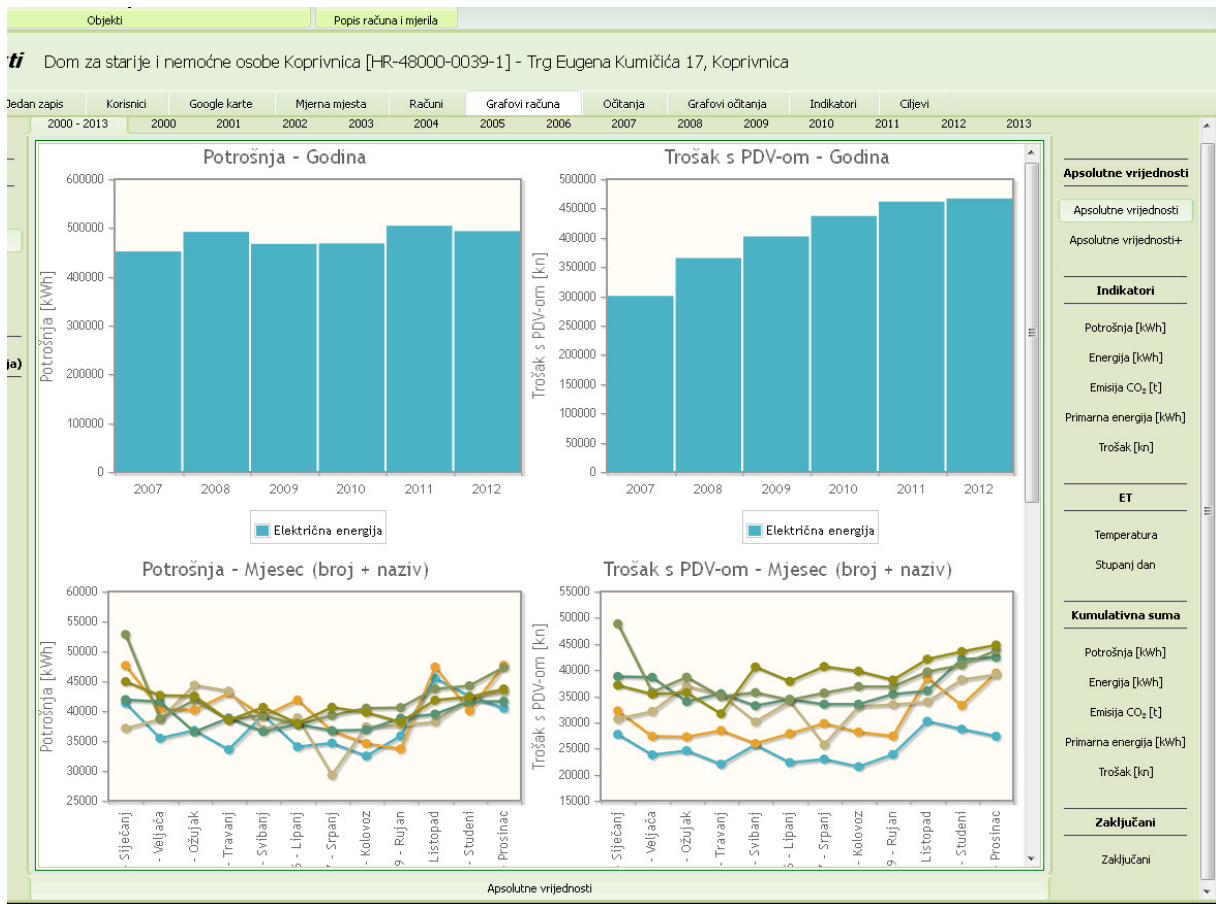 Objekti Popis računa i mjerila
ti Dom za starije i nemoćne osobe Koprivnica [HR-48000-0039-1] - Trg Eugena Kumičića 17, Koprivnica
Jedan zapis Korisnici Google karte Mjerna mjesta Računi Grafovi računa Očitanja Grafovi očitanja Indikatori Ciljevi
2000 - 2013 2000 2001 2002 2003 2004 2005 2006 2007 2008 2009 2010 2011 2012 2013
ja)
Potrošnja - Godina
Potrošnja [kWh]
600000
500000
400000
300000
200000
100000
0
2007 2008 2009 2010 2011 2012
Električna energija
Trošak s PDV-om - Godina
Trošak s PDV-om [kn]
500000
450000
400000
350000
300000
250000
200000
150000
100000
50000
0
2007 2008 2009 2010 2011 2012
Električna energija
Potrošnja - Mjesec (broj + naziv)
Potrošnja [kWh]
60000
55000
50000
45000
40000
35000
30000
25000
- Siječanj
- Veljača
- Ožujak
- Travanj
- Svibanj
- Lipanj
- Srpanj
- Kolovoz
9 - Rujan
Listopad
- Studeni
Prosinac
Trošak s PDV-om - Mjesec (broj + naziv)
Trošak s PDV-om [kn]
55000
50000
45000
40000
35000
30000
25000
20000
15000
- Siječanj
- Veljača
- Ožujak
- Travanj
- Svibanj
- Lipanj
- Srpanj
- Kolovoz
9 - Rujan
Listopad
- Studeni
Prosinac
Apsolutne vrijednosti
Apsolutne vrijednosti
Apsolutne vrijednosti
Apsolutne vrijednosti+
Indikatori
Potrošnja [kWh]
Energija [kWh]
Emisija CO₂ [t]
Primarna energija [kWh]
Trošak [kn]
ET
Temperatura
Stupanj dan
Kumulativna suma
Potrošnja [kWh]
Energija [kWh]
Emisija CO₂ [t]
Primarna energija [kWh]
Trošak [kn]
Zaključani
Zaključani